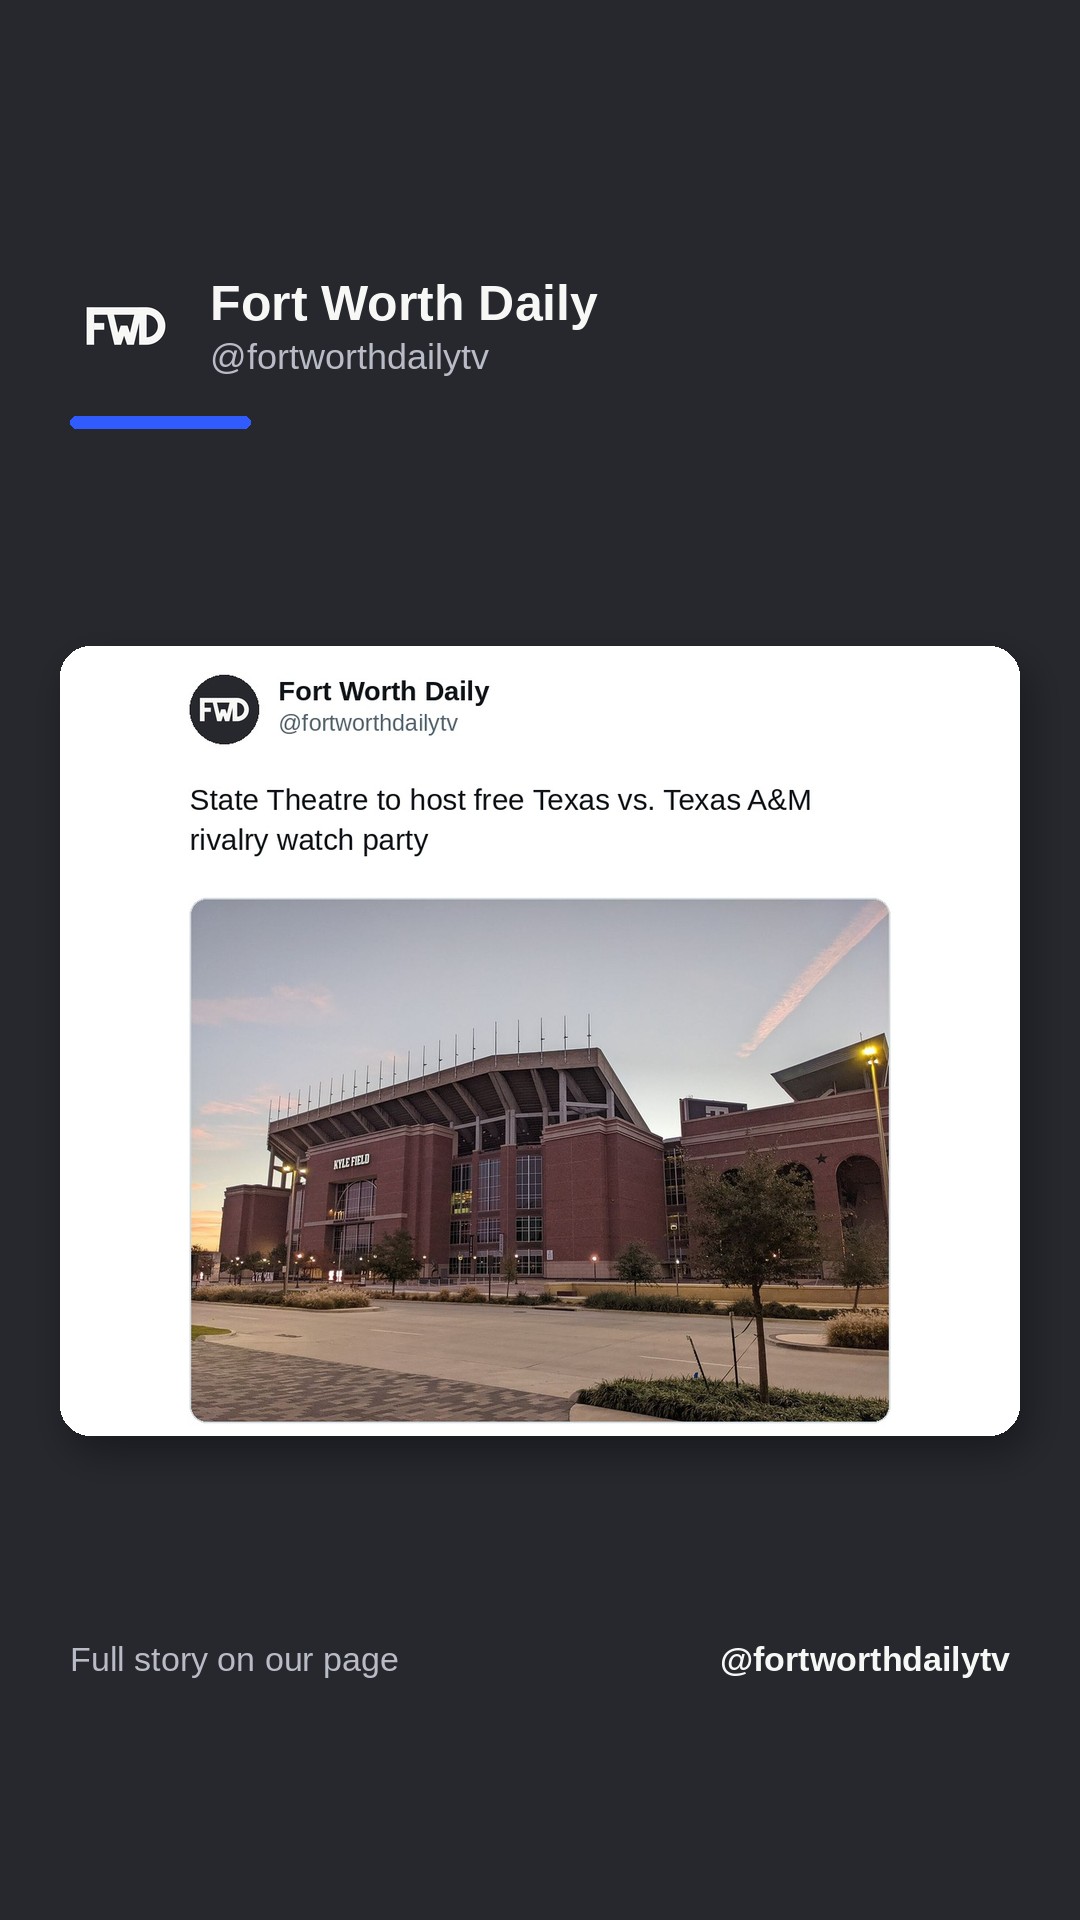 FWD
Fort Worth Daily
@fortworthdailytv
FWD
Fort Worth Daily
@fortworthdailytv
State Theatre to host free Texas vs. Texas A&M
rivalry watch party
KYLE FIELD
Full story on our page
@fortworthdailytv